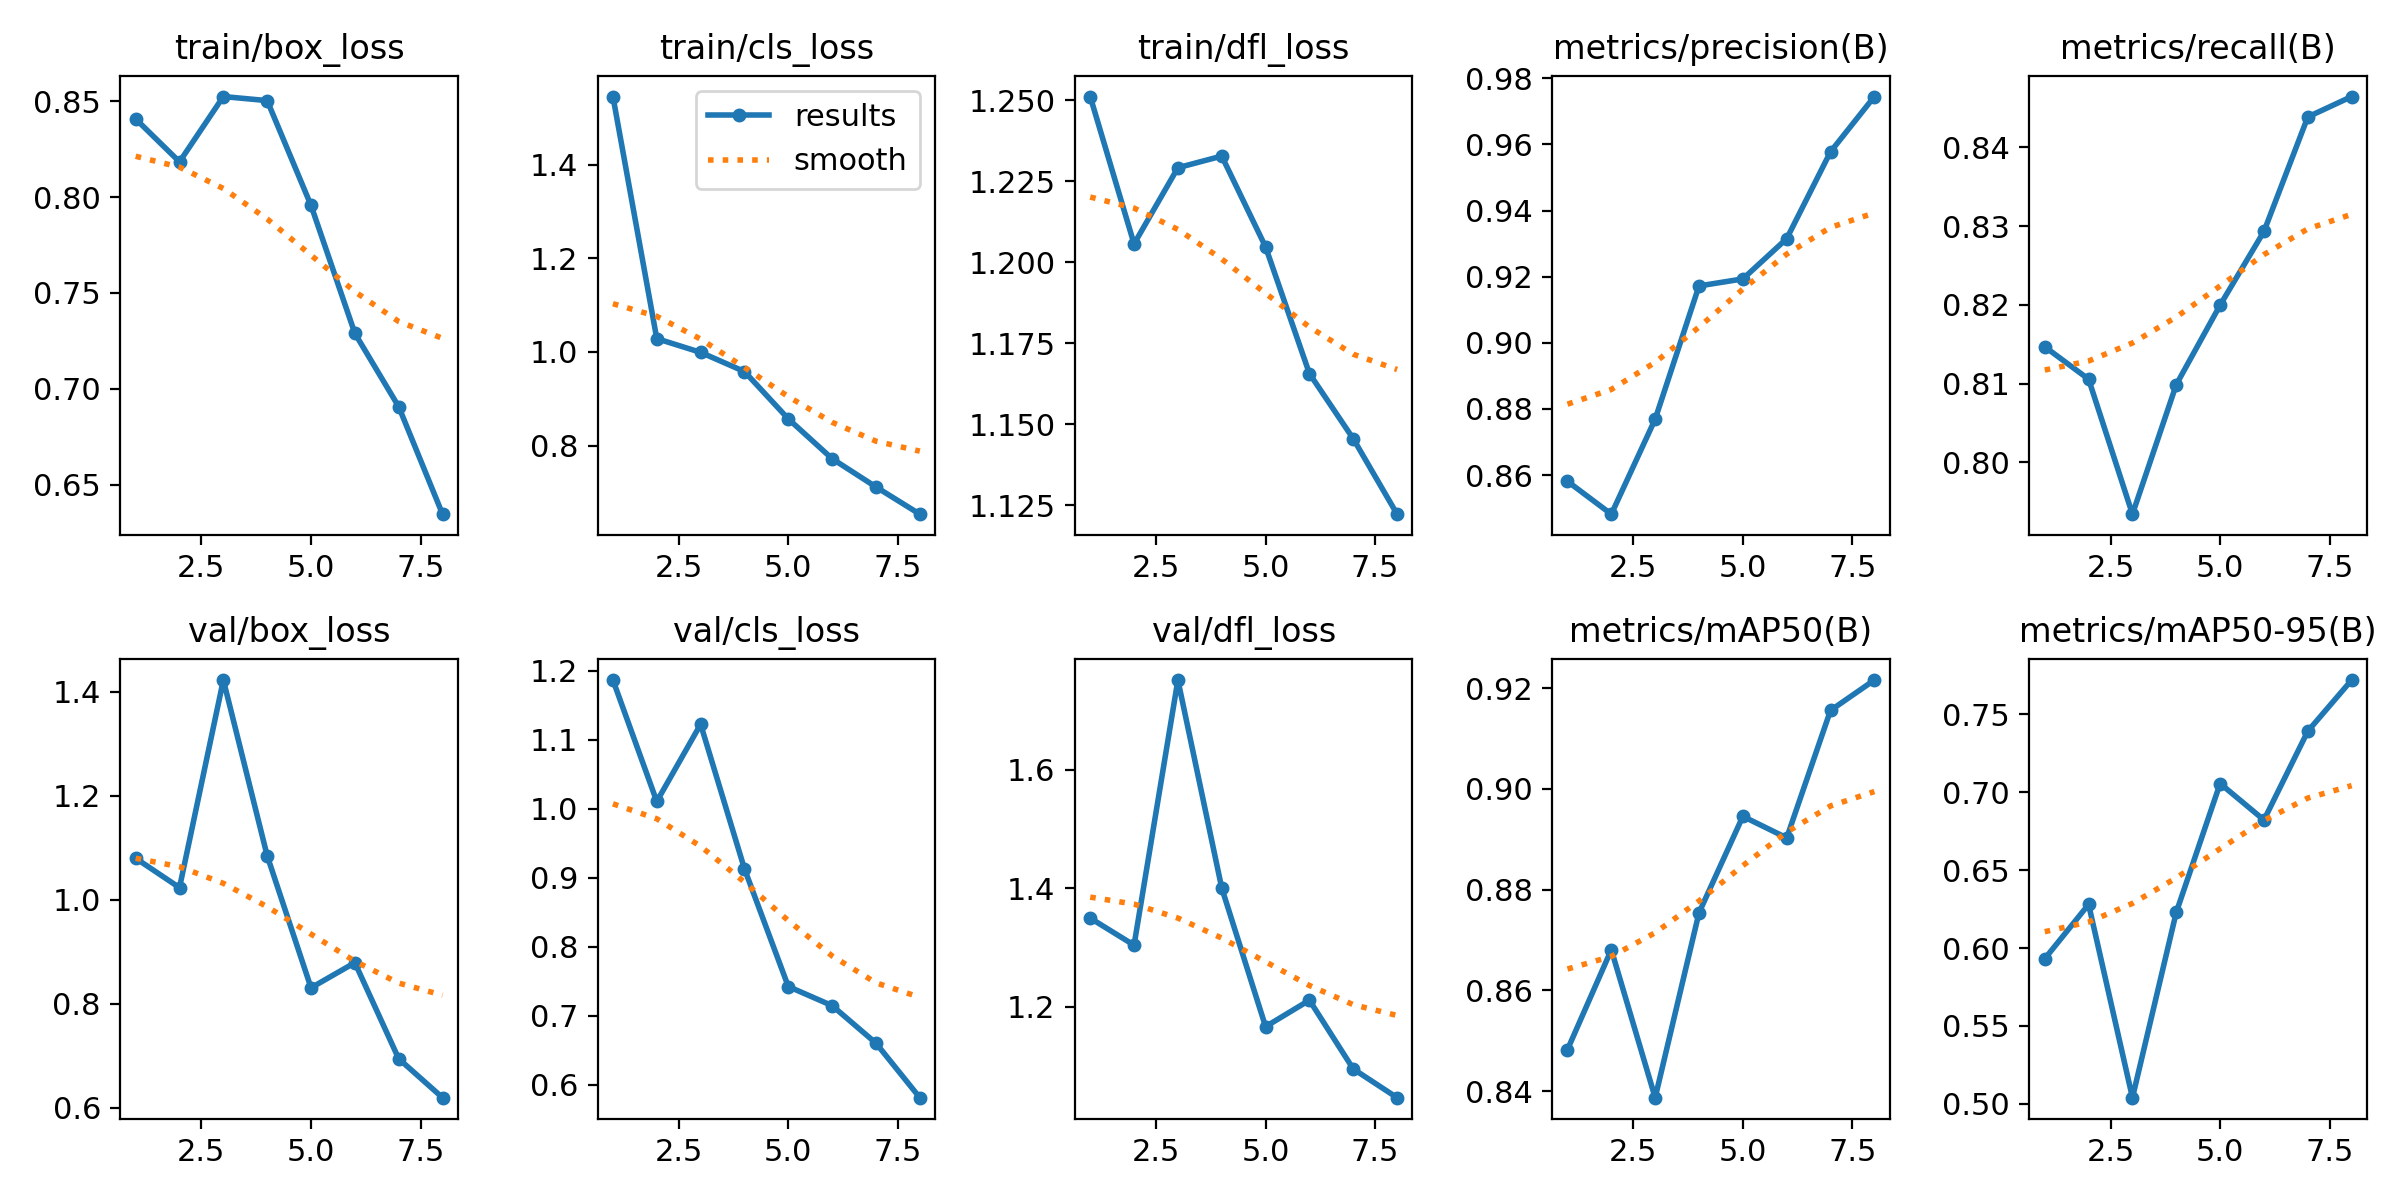 train/box_loss
0.85
0.80
0.75
0.70
0.65
2.5 5.0 7.5
train/cls_loss
results
smooth
1.4
1.2
1.0
0.8
2.5 5.0 7.5
train/dfl_loss
1.250
1.225
1.200
1.175
1.150
1.125
2.5 5.0 7.5
metrics/precision(B)
0.98
0.96
0.94
0.92
0.90
0.88
0.86
2.5 5.0 7.5
metrics/recall(B)
0.84
0.83
0.82
0.81
0.80
2.5 5.0 7.5
val/box_loss
1.4
1.2
1.0
0.8
0.6
2.5 5.0 7.5
val/cls_loss
1.2
1.1
1.0
0.9
0.8
0.7
0.6
2.5 5.0 7.5
val/dfl_loss
1.6
1.4
1.2
2.5 5.0 7.5
metrics/mAP50(B)
0.92
0.90
0.88
0.86
0.84
2.5 5.0 7.5
metrics/mAP50-95(B)
0.75
0.70
0.65
0.60
0.55
0.50
2.5 5.0 7.5